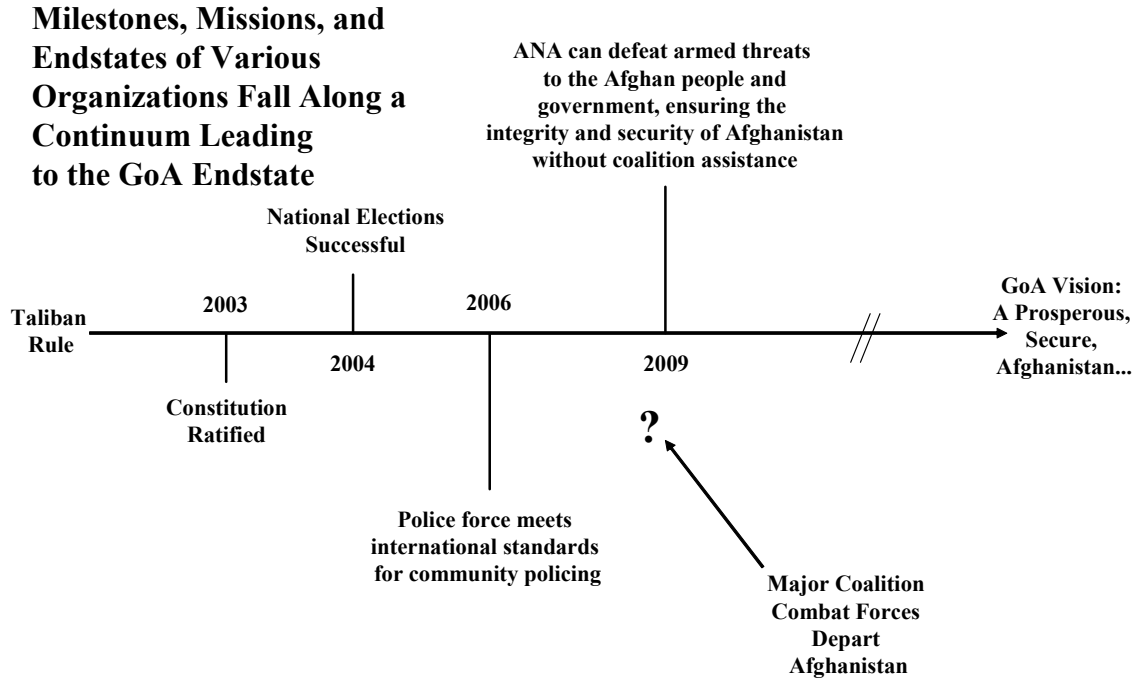 Milestones, Missions, and
Endstates of Various
Organizations Fall Along a
Continuum Leading
to the GoA Endstate
ANA can defeat armed threats
to the Afghan people and
government, ensuring the
integrity and security of Afghanistan
without coalition assistance
National Elections
Successful
2003
2006
Taliban
Rule
GoA Vision:
A Prosperous,
Secure,
Afghanistan...
2004
2009
Constitution
Ratified
?
Police force meets
international standards
for community policing
Major Coalition
Combat Forces
Depart
Afghanistan